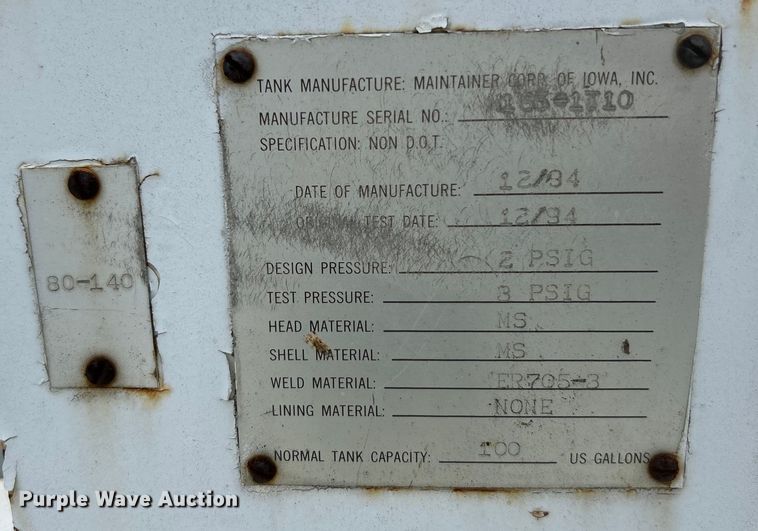 TANK MANUFACTURE: MAINTAINER CORP. OF IOWA, INC.
MANUFACTURE SERIAL NO.:
SPECIFICATION: NON D.O.T.
DATE OF MANUFACTURE: 12/84
ORIGINAL TEST DATE: 12/84
DESIGN PRESSURE: 2 PSIG
TEST PRESSURE: 3 PSIG
HEAD MATERIAL: MS
SHELL MATERIAL: MS
WELD MATERIAL: ER70S-3
LINING MATERIAL: NONE
NORMAL TANK CAPACITY: 100 US GALLONS
80-140
Purple Wave Auction